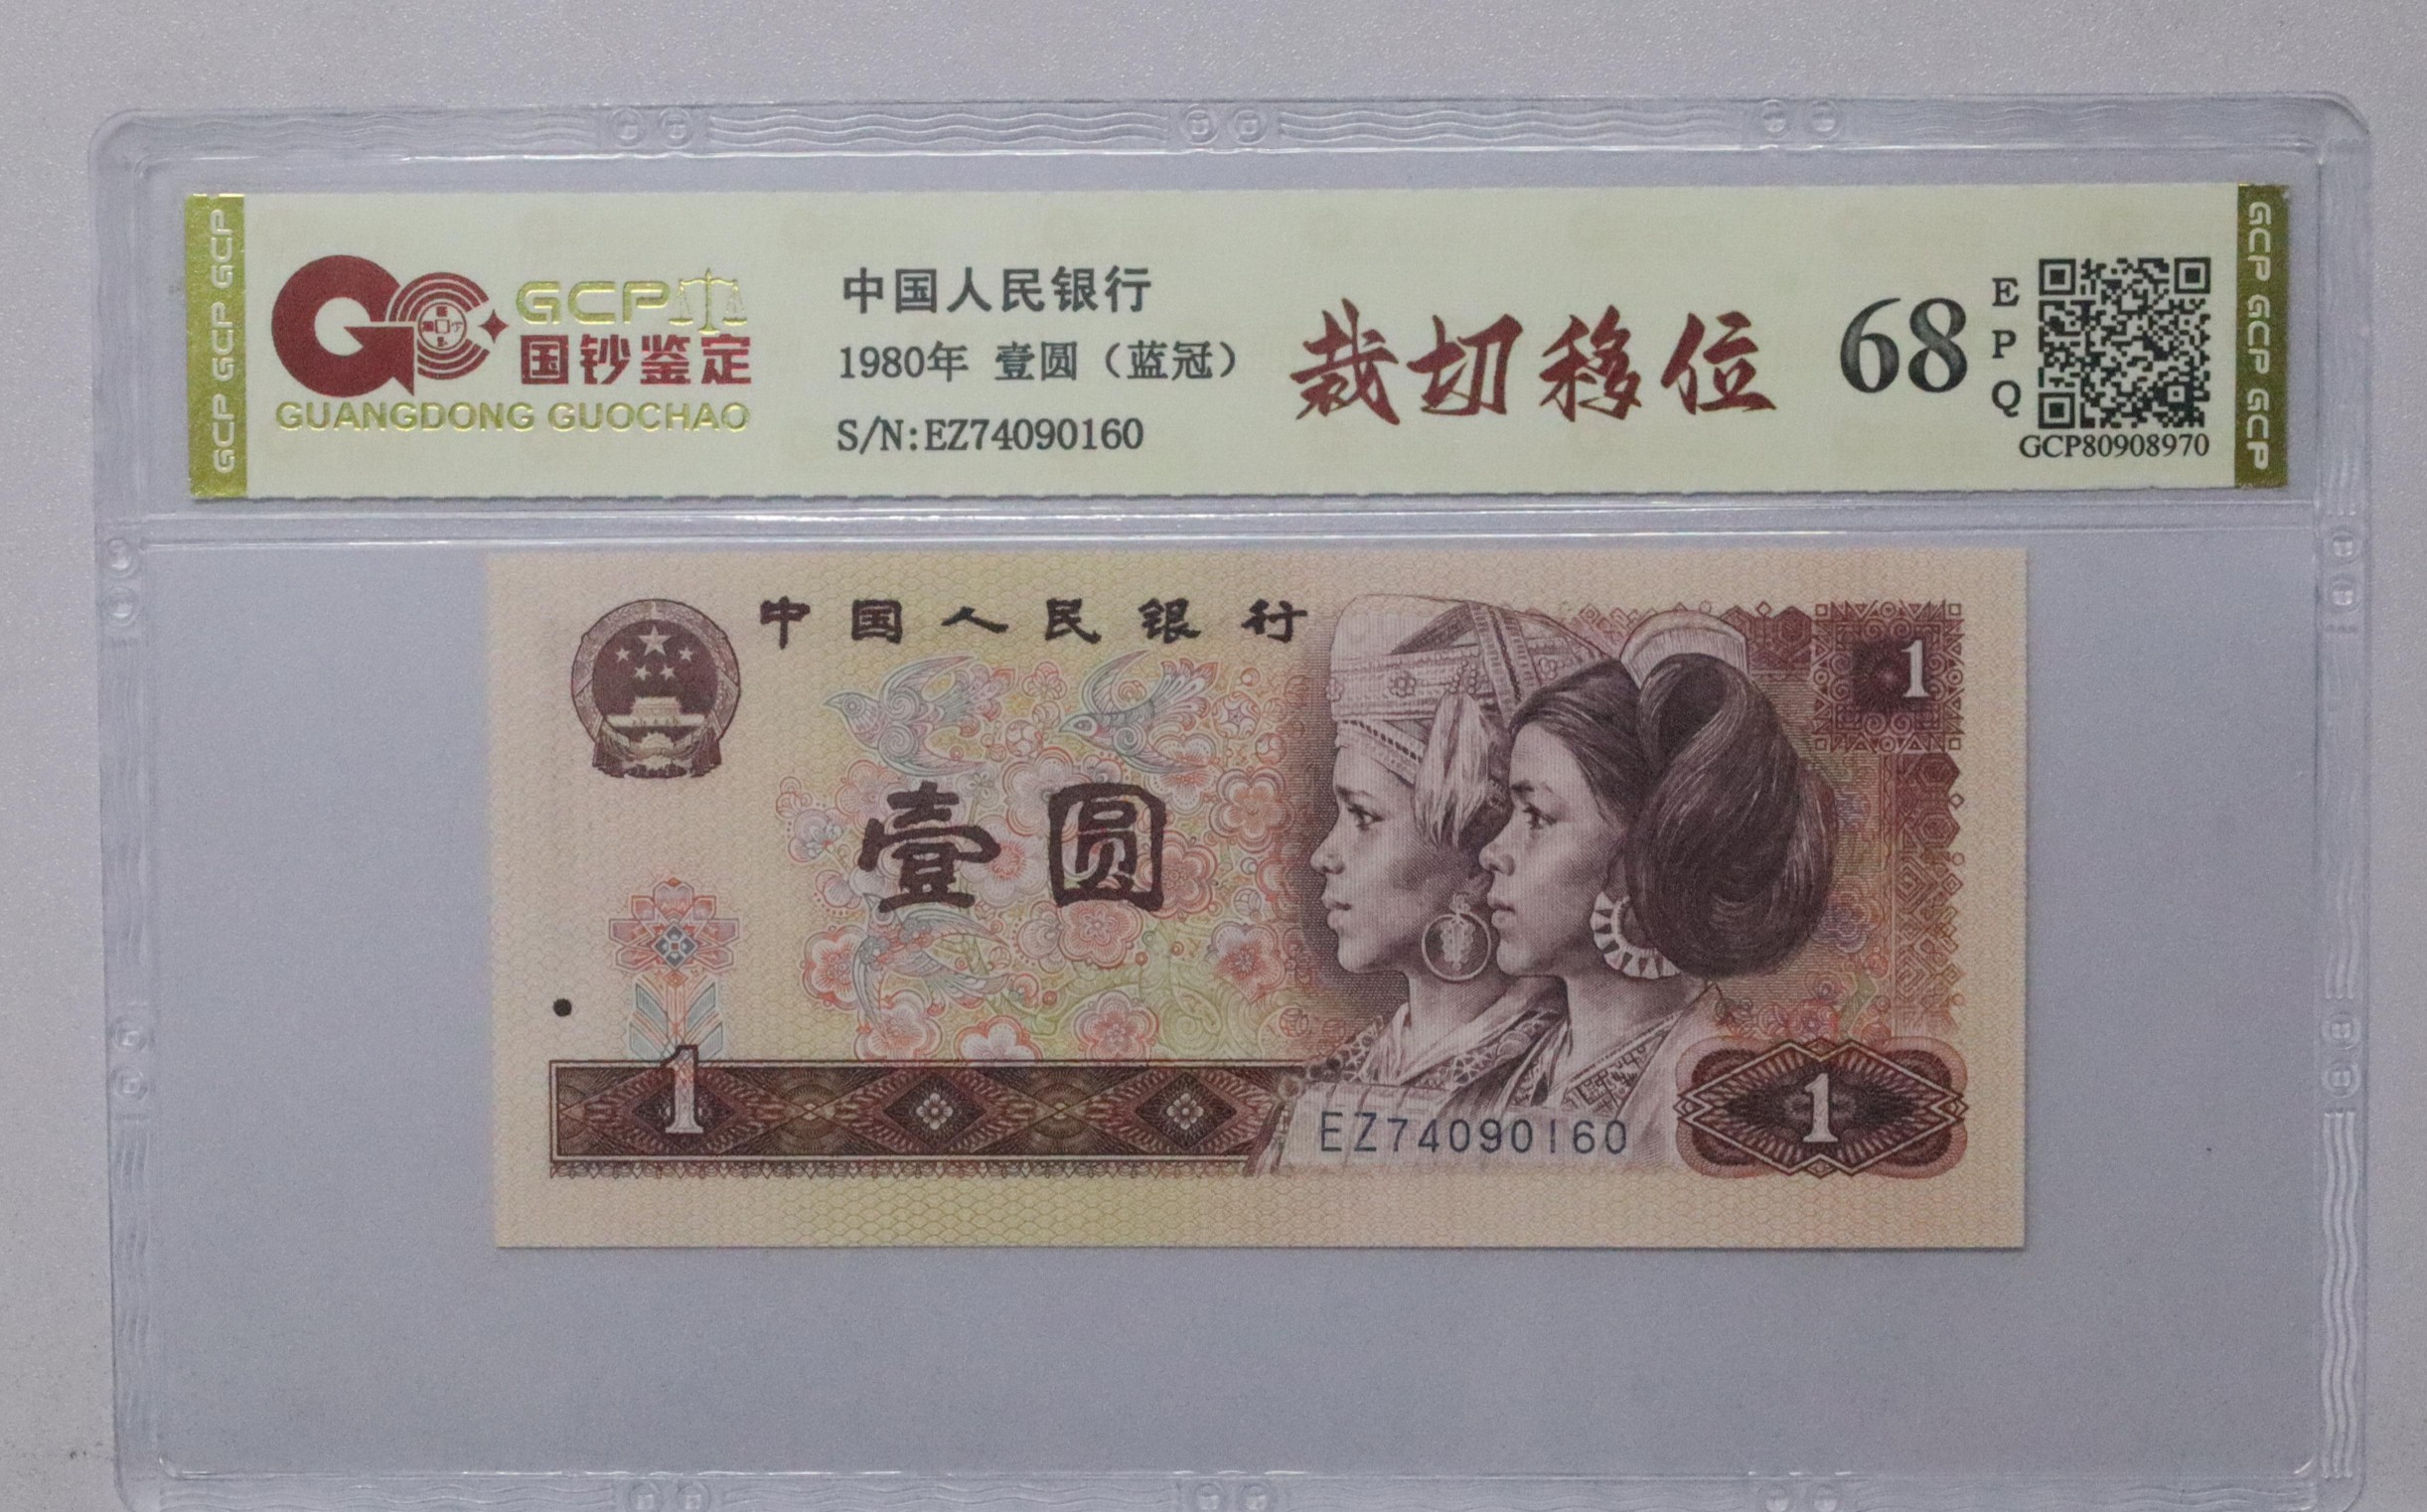 GCP GCP GCP
GCP
国钞鉴定
GUANGDONG GUOCHAO
中国人民银行
1980年 壹圆（蓝冠）
S/N:EZ74090160
裁切移位
68
E
P
Q
GCP80908970
GCP GCP GCP
中国人民银行
1
壹圆
1
EZ74090160
1